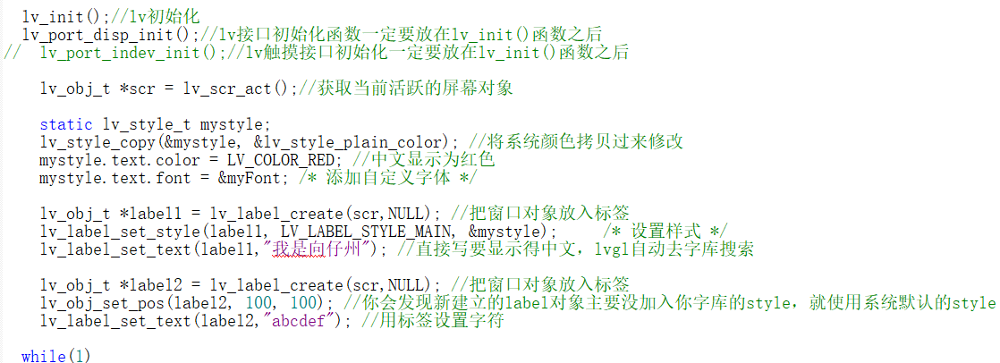 lv_init();//lv初始化
lv_port_disp_init();//lv接口初始化函数一定要放在lv_init()函数之后
//  lv_port_indev_init();//lv触摸接口初始化一定要放在lv_init()函数之后
lv_obj_t *scr = lv_scr_act();//获取当前活跃的屏幕对象
static lv_style_t mystyle;
lv_style_copy(&mystyle, &lv_style_plain_color); //将系统颜色拷贝过来修改
mystyle.text.color = LV_COLOR_RED; //中文显示为红色
mystyle.text.font = &myFont; /* 添加自定义字体 */
lv_obj_t *label1 = lv_label_create(scr,NULL); //把窗口对象放入标签
lv_label_set_style(label1, LV_LABEL_STYLE_MAIN, &mystyle);     /* 设置样式 */
lv_label_set_text(label1,"我是向仔州"); //直接写要显示得中文，lvgl自动去字库搜索
lv_obj_t *label2 = lv_label_create(scr,NULL); //把窗口对象放入标签
lv_obj_set_pos(label2, 100, 100); //你会发现新建立的label对象主要没加入你字库的style，就使用系统默认的style
lv_label_set_text(label2,"abcdef"); //用标签设置字符
while(1)